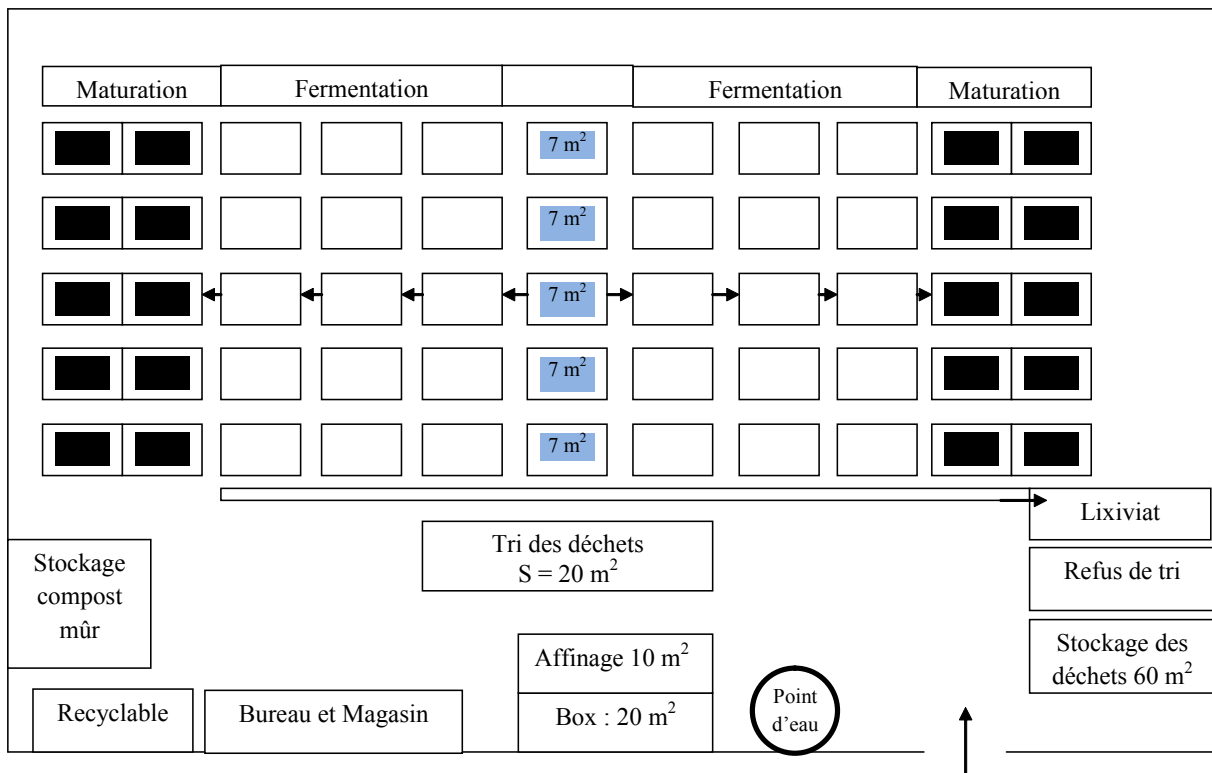 Maturation
Fermentation
Fermentation
Maturation
7 m²
7 m²
7 m²
7 m²
7 m²
Lixiviat
Tri des déchets
S = 20 m²
Refus de tri
Stockage
compost
mûr
Stockage des
déchets 60 m²
Affinage 10 m²
Recyclable
Bureau et Magasin
Box : 20 m²
Point
d’eau